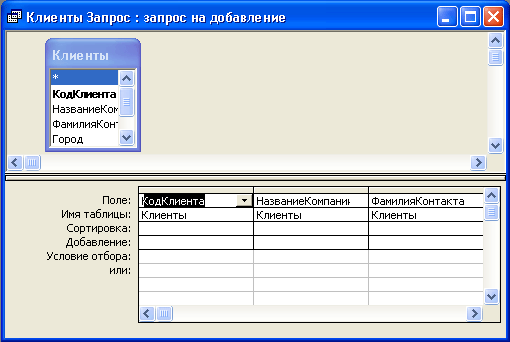 Клиенты Запрос : запрос на добавление
Клиенты
*
КодКлиента
НазваниеКом
ФамилияКонт
Город
Поле: КодКлиента НазваниеКомпании ФамилияКонтакта
Имя таблицы: Клиенты Клиенты Клиенты
Сортировка:
Добавление:
Условие отбора:
или: